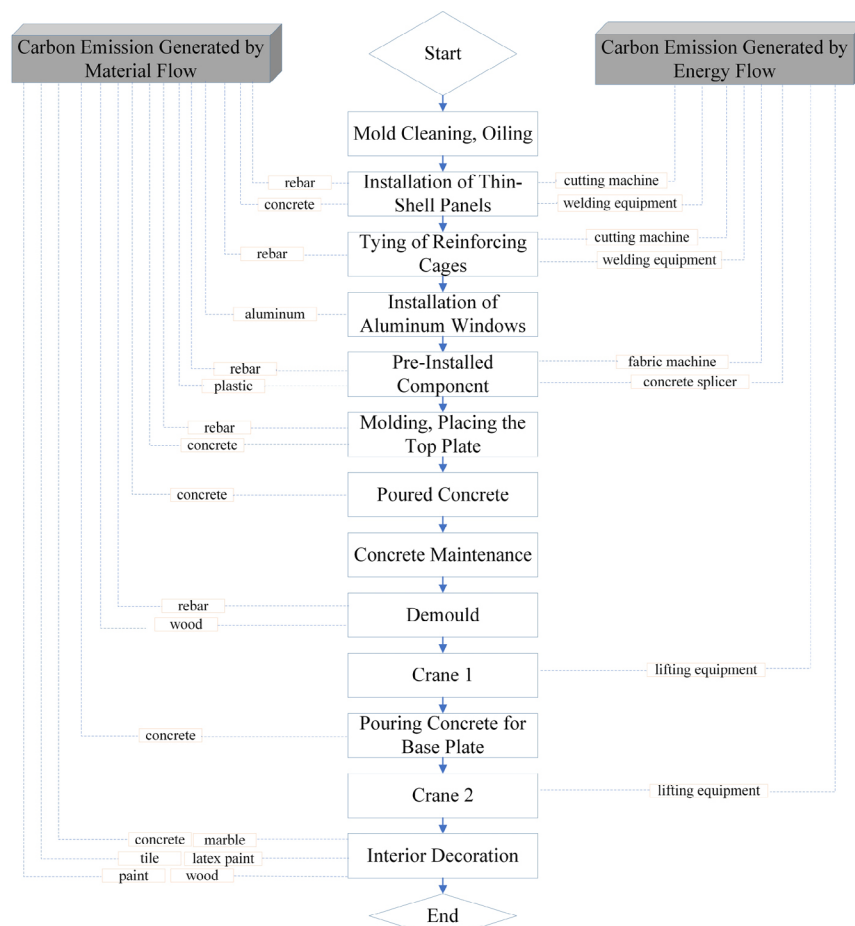 Carbon Emission Generated by
Material Flow
Start
Carbon Emission Generated by
Energy Flow
Mold Cleaning, Oiling
rebar
concrete
Installation of Thin-
Shell Panels
cutting machine
welding equipment
rebar
Tying of Reinforcing
Cages
cutting machine
welding equipment
aluminum
Installation of
Aluminum Windows
rebar
plastic
Pre-Installed
Component
fabric machine
concrete splicer
rebar
concrete
Molding, Placing the
Top Plate
concrete
Poured Concrete
Concrete Maintenance
rebar
wood
Demould
Crane 1
lifting equipment
concrete
Pouring Concrete for
Base Plate
Crane 2
lifting equipment
concrete marble
tile latex paint
paint wood
Interior Decoration
End